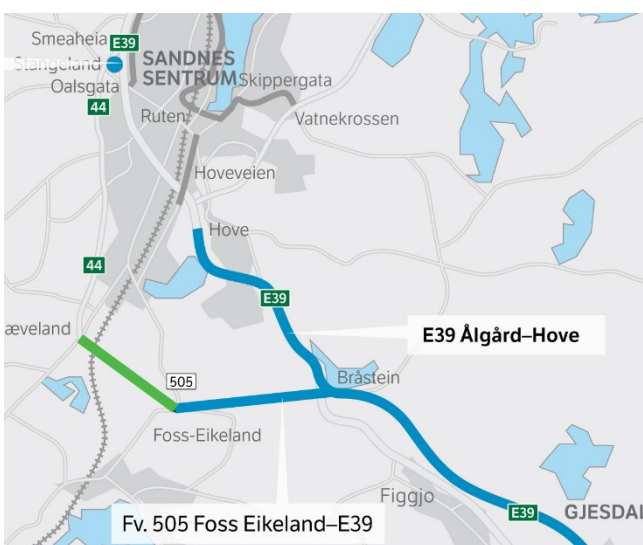 Smeaheia
E39
Stangeland
SANDNES
SENTRUM
Skippergata
Oalsgata
44
Ruten
Vatnekrossen
Hoveveien
Hove
44
E39
æveland
E39 Ålgård–Hove
505
Bråstein
Foss-Eikeland
Figgjo
Fv. 505 Foss Eikeland–E39
E39
GJESDAL